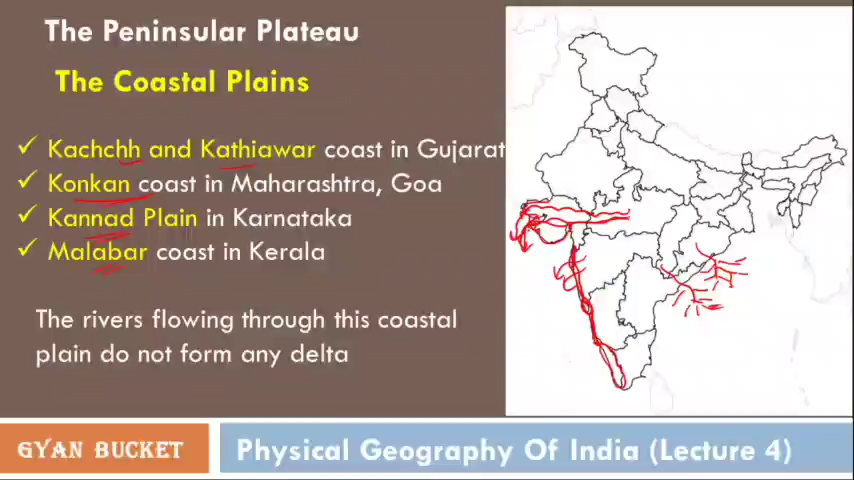 The Peninsular Plateau
The Coastal Plains
✓ Kachchh and Kathiawar coast in Gujarat
✓ Konkan coast in Maharashtra, Goa
✓ Kannad Plain in Karnataka
✓ Malabar coast in Kerala
The rivers flowing through this coastal
plain do not form any delta
GYAN BUCKET
Physical Geography Of India (Lecture 4)